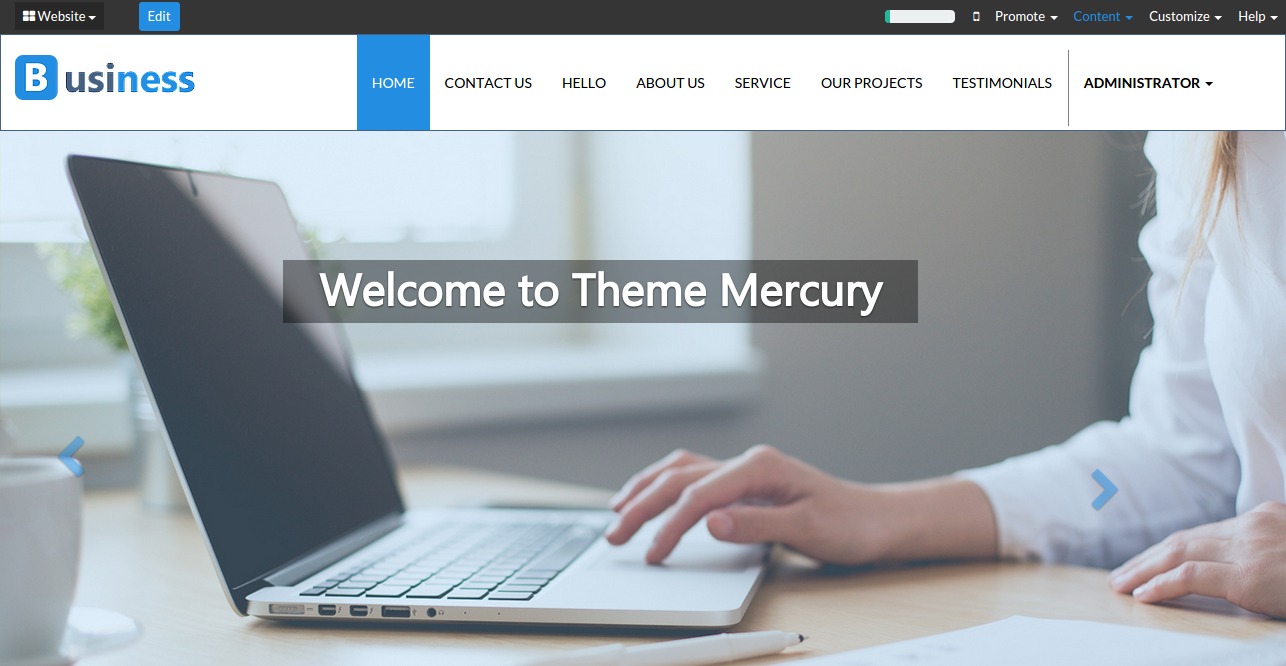 Website Edit Promote Content Customize Help
Business HOME CONTACT US HELLO ABOUT US SERVICE OUR PROJECTS TESTIMONIALS ADMINISTRATOR
Welcome to Theme Mercury